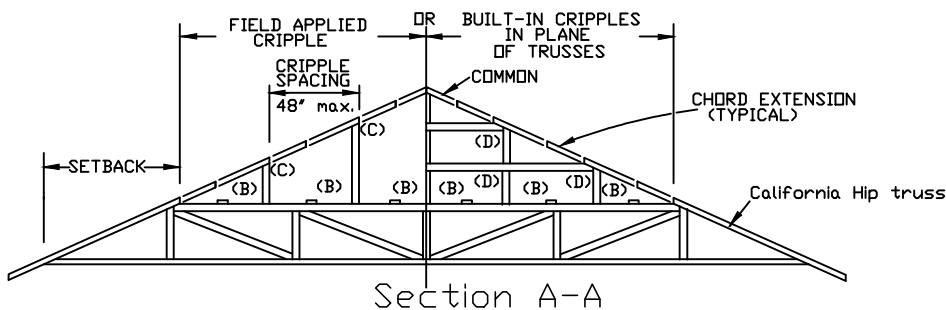 FIELD APPLIED
CRIPPLE
OR
BUILT-IN CRIPPLES
IN PLANE
OF TRUSSES
CRIPPLE
SPACING
48" max.
COMMON
CHORD EXTENSION
(TYPICAL)
(C)
(D)
SETBACK
(C)
(B)
(B)
(B)
(B)
(D)
(B)
(D)
(B)
California Hip truss
Section A-A